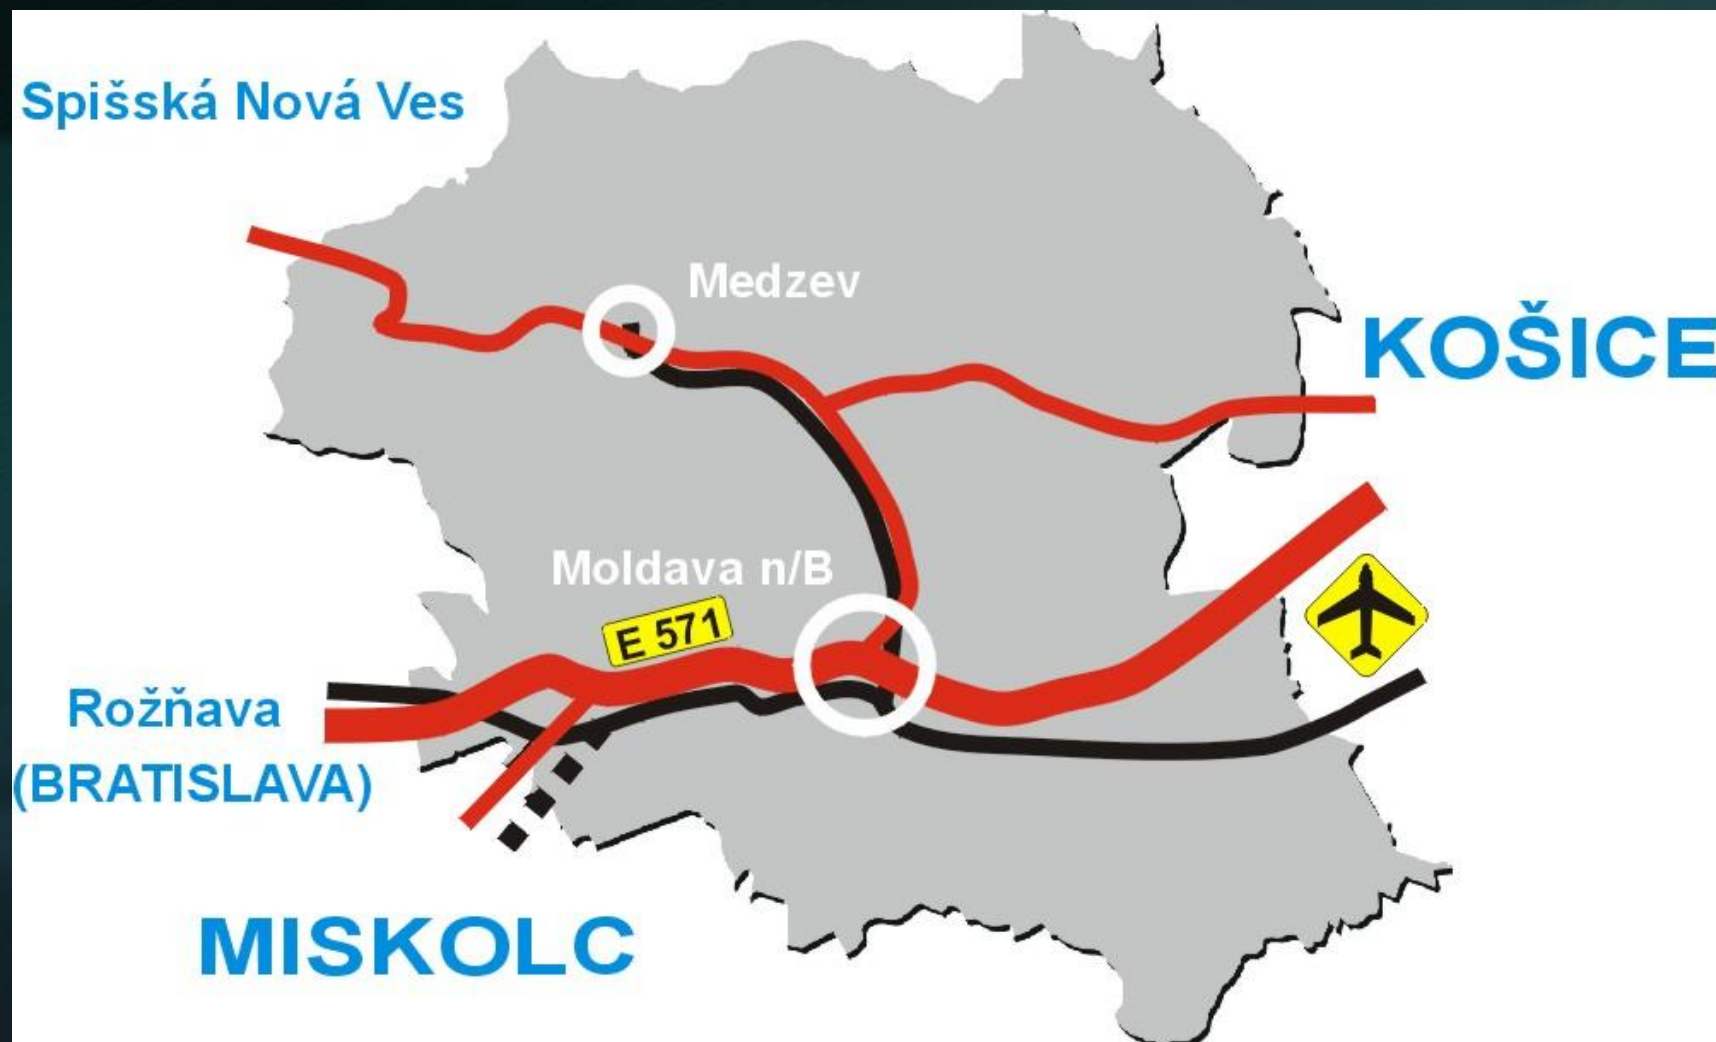 Spišská Nová Ves
Medzev
KOŠICE
Moldava n/B
E 571
Rožňava
(BRATISLAVA)
MISKOLC